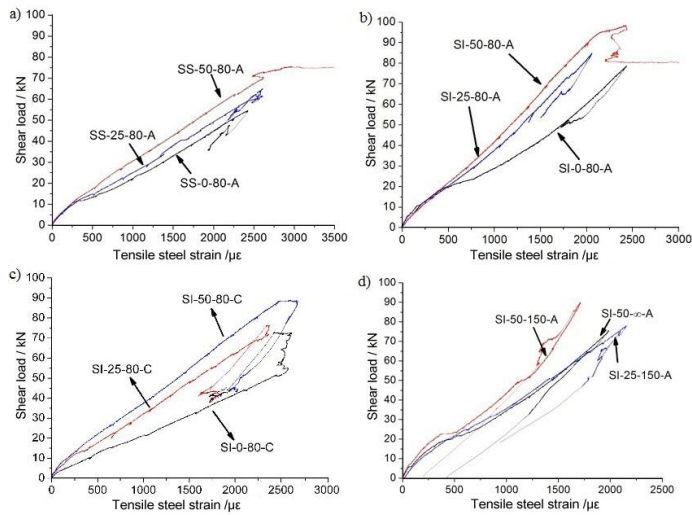 a)
100
90
80
70
60
50
40
30
20
10
0
Shear load / kN
SS-50-80-A
SS-25-80-A
SS-0-80-A
0 500 1000 1500 2000 2500 3000 3500
Tensile steel strain /με
b)
100
90
80
70
60
50
40
30
20
10
0
Shear load / kN
SI-50-80-A
SI-25-80-A
SI-0-80-A
0 500 1000 1500 2000 2500 3000
Tensile steel strain /με
c)
100
90
80
70
60
50
40
30
20
10
0
Shear load / kN
SI-50-80-C
SI-25-80-C
SI-0-80-C
0 500 1000 1500 2000 2500 3000
Tensile steel strain /με
d)
100
90
80
70
60
50
40
30
20
10
0
Shear load / kN
SI-50-150-A
SI-50-∞-A
SI-25-150-A
0 500 1000 1500 2000 2500
Tensile steel strain /με